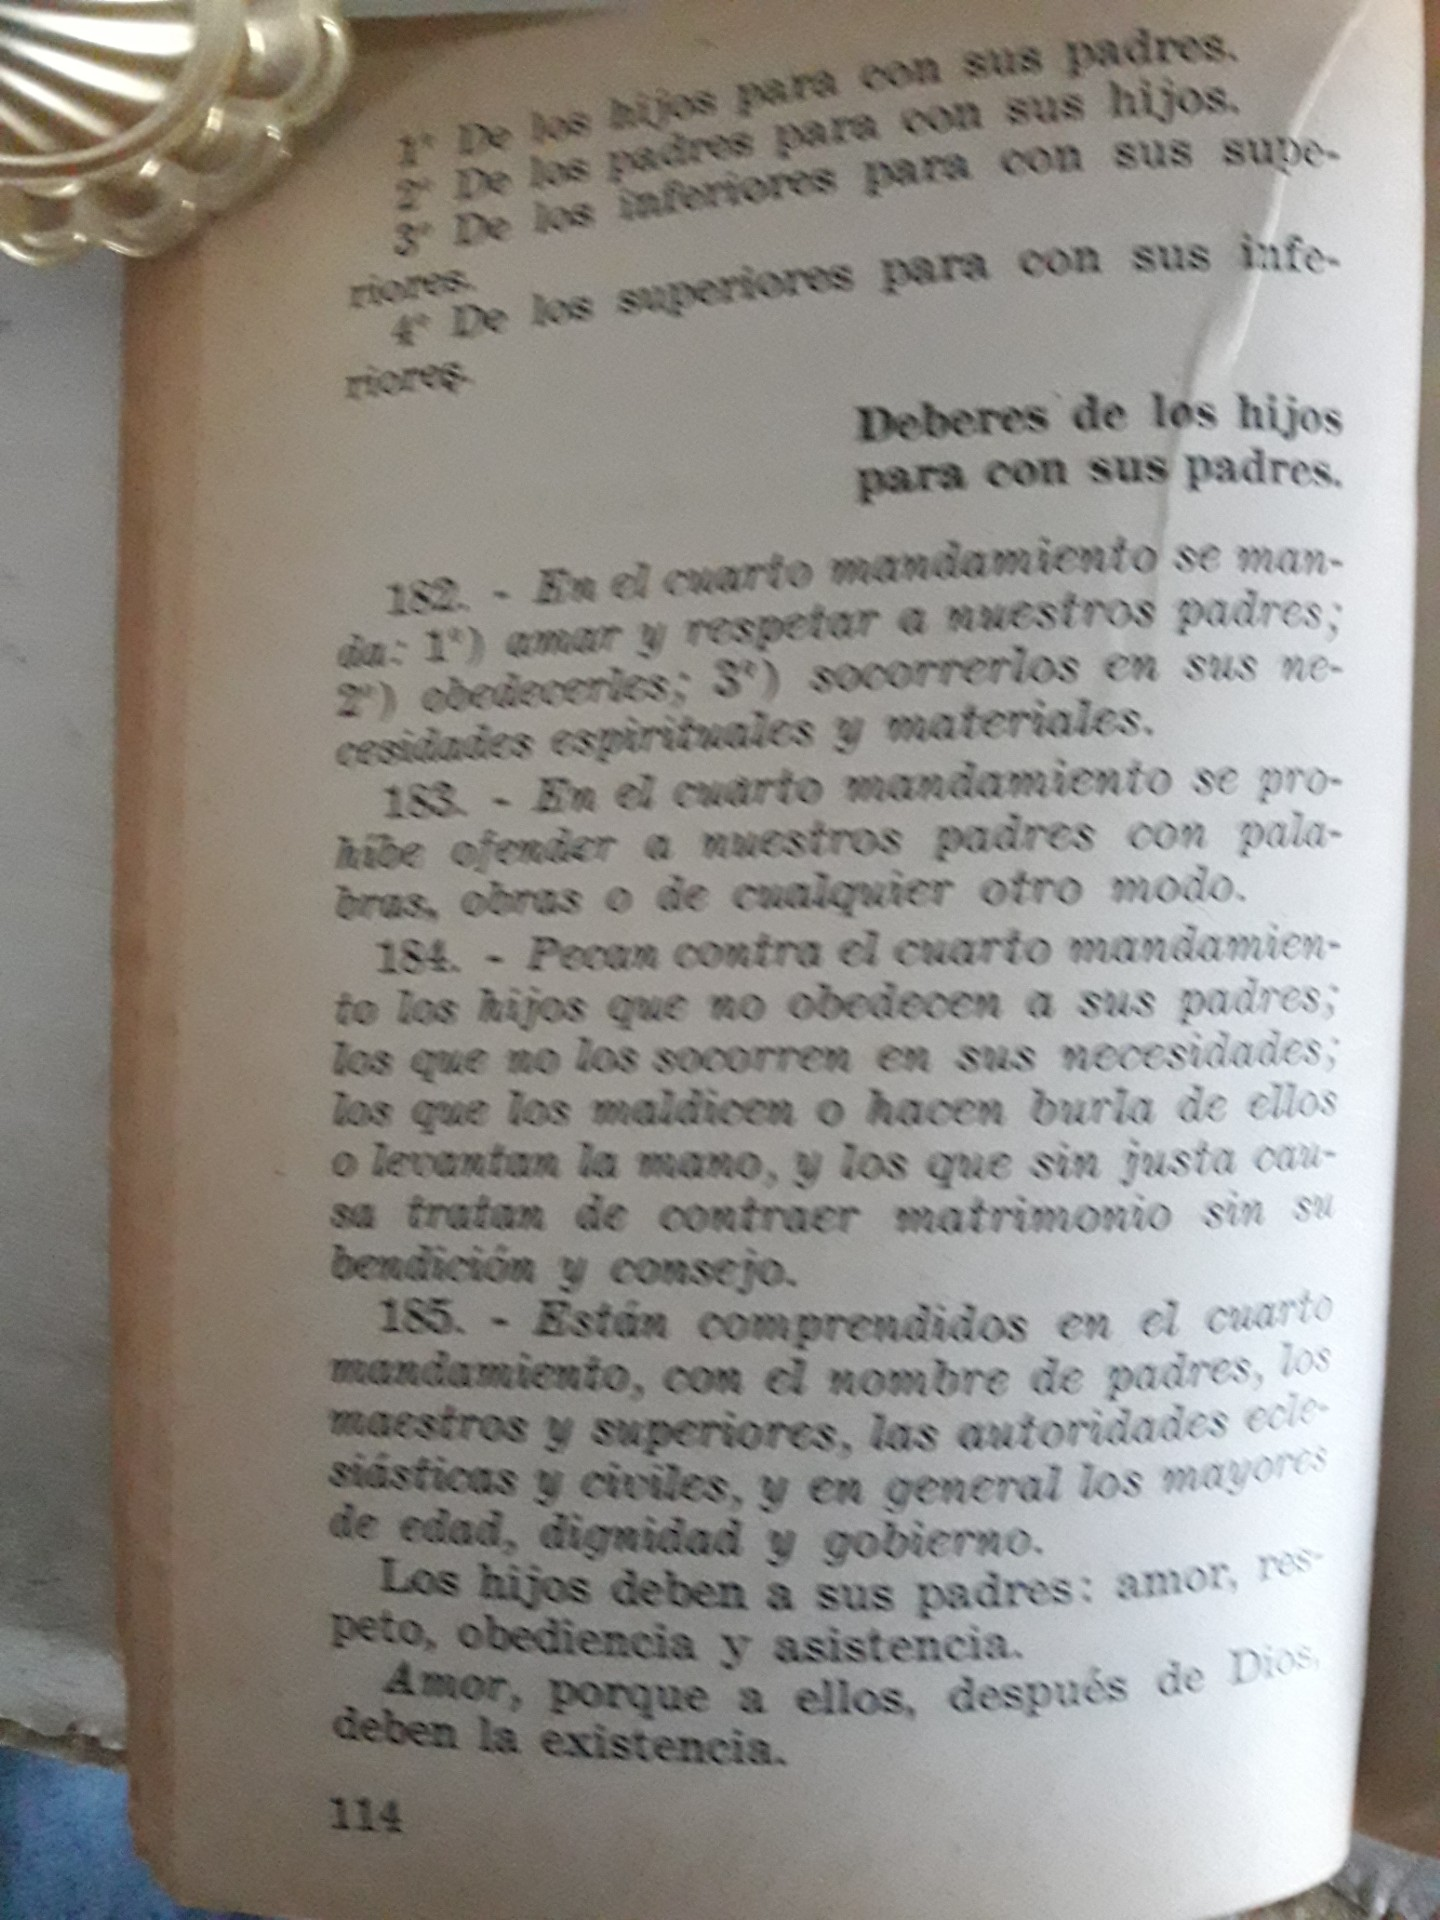 1º De los hijos para con sus padres.
2º De los padres para con sus hijos.
3º De los inferiores para con sus supe-
riores.
4º De los superiores para con sus infe-
riores.
Deberes de los hijos
para con sus padres.
182. - En el cuarto mandamiento se man-
da: 1º) amar y respetar a nuestros padres;
2º) obedecerles; 3º) socorrerlos en sus ne-
cesidades espirituales y materiales.
183. - En el cuarto mandamiento se pro-
híbe ofender a nuestros padres con pala-
bras, obras o de cualquier otro modo.
184. - Pecan contra el cuarto mandamien-
to los hijos que no obedecen a sus padres;
los que no los socorren en sus necesidades;
los que los maldicen o hacen burla de ellos
o levantan la mano, y los que sin justa cau-
sa tratan de contraer matrimonio sin su
bendición y consejo.
185. - Están comprendidos en el cuarto
mandamiento, con el nombre de padres, los
maestros y superiores, las autoridades ecle-
siásticas y civiles, y en general los mayores
de edad, dignidad y gobierno.
Los hijos deben a sus padres: amor, res-
peto, obediencia y asistencia.
Amor, porque a ellos, después de Dios,
deben la existencia.
114